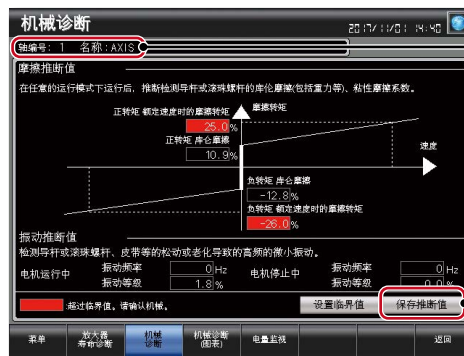 机械诊断
2017/11/01 14:40
轴编号: 1 名称:AXIS
摩擦推断值
在任意的运行模式下运行后，推断检测导杆或滚珠螺杆的库伦摩擦(包括重力等)、粘性摩擦系数。
正转矩 额定速度时的摩擦转矩
25.0%
摩擦转矩
正转矩 库仑摩擦
10.9%
速度
负转矩 库仑摩擦
-12.8%
负转矩 额定速度时的摩擦转矩
-26.0%
振动推断值
检测导杆或滚珠螺杆、皮带等的松动或老化导致的高频的微小振动。
电机运行中 振动频率 0Hz 电机停止中 振动频率 0Hz
振动等级 1.8% 振动等级 0.0%
:超过临界值。请确认机械。
设置临界值 保存推断值
菜单 放大器寿命诊断 机械诊断 机械诊断(图表) 电量监视 返回